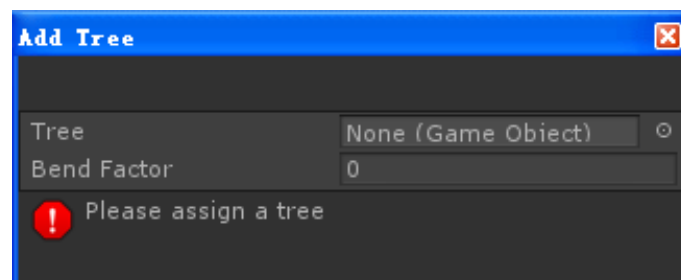 Add Tree
Tree None (Game Object)
Bend Factor 0
Please assign a tree